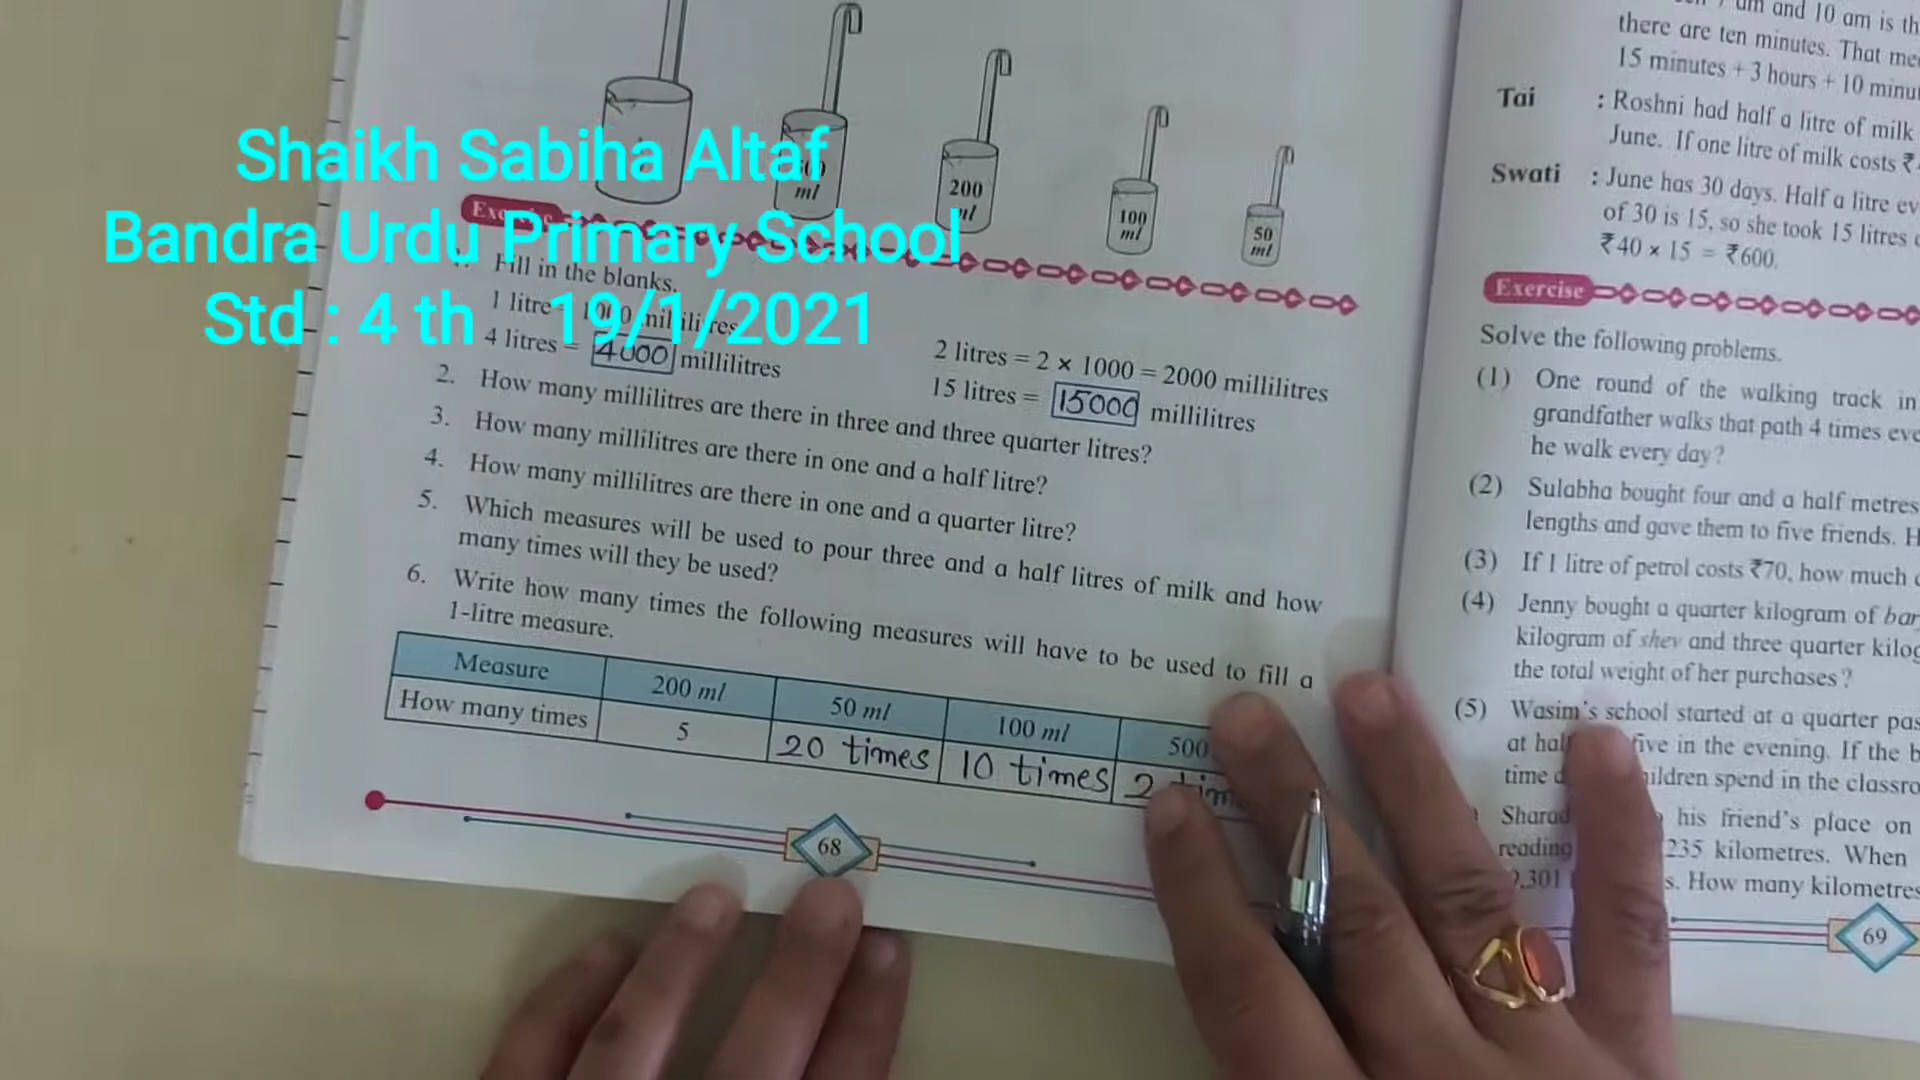 Shaikh Sabiha Altaf
Bandra Urdu Primary School
Std : 4 th 19/1/2021
ml
200
ml
100
ml
50
ml
Exercise
Fill in the blanks.
1 litre = 1000 millilitres
2 litres = 2 × 1000 = 2000 millilitres
4 litres = 4000 millilitres
15 litres = 15000 millilitres
2. How many millilitres are there in three and three quarter litres?
3. How many millilitres are there in one and a half litre?
4. How many millilitres are there in one and a quarter litre?
5. Which measures will be used to pour three and a half litres of milk and how
many times will they be used?
6. Write how many times the following measures will have to be used to fill a
1-litre measure.
Measure 200 ml 50 ml 100 ml 500
How many times 5 20 times 10 times 2
68
am and 10 am is
there are ten minutes. That
15 minutes + 3 hours + 10
Tai : Roshni had half a litre of milk
June. If one litre of milk costs ₹
Swati : June has 30 days. Half a litre
of 30 is 15, so she took 15 litres
₹40 × 15 = ₹600.
Exercise
Solve the following problems.
(1) One round of the walking track in
grandfather walks that path 4 times
he walk every day?
(2) Sulabha bought four and a half metres
lengths and gave them to five friends.
(3) If 1 litre of petrol costs ₹70, how much
(4) Jenny bought a quarter kilogram of
kilogram of shev and three quarter
the total weight of her purchases?
(5) Wasim's school started at a quarter
at five in the evening. If the
time children spend in the
his friend's place on
reading 235 kilometres. When
How many kilometres
69